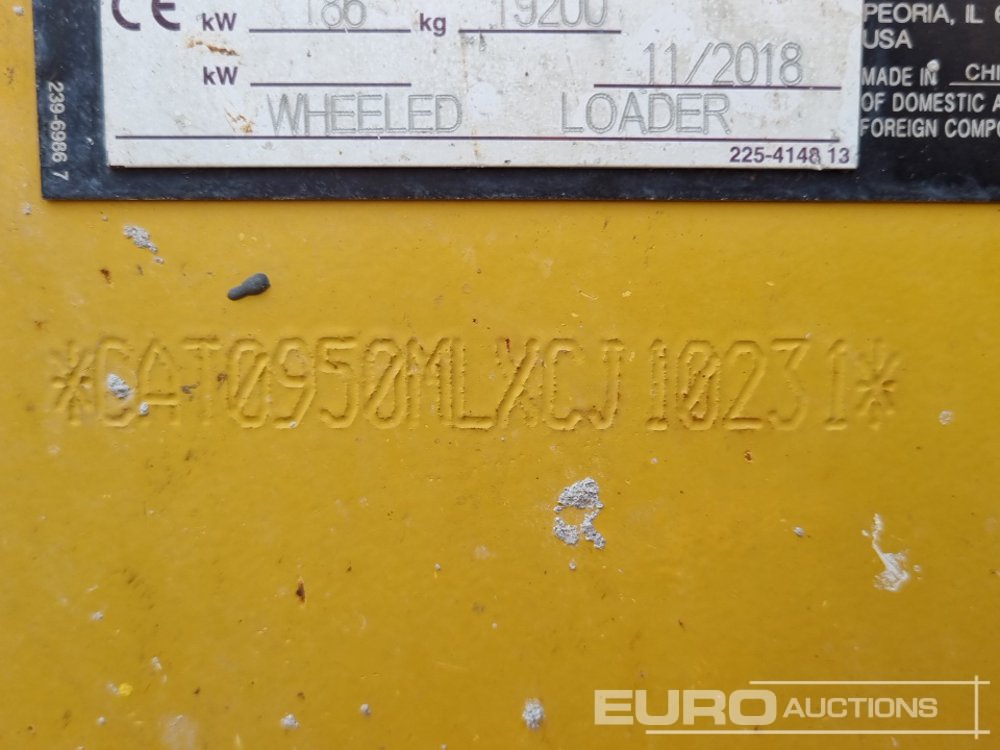 CE kW 186 kg 19200
kW 11/2018
WHEELED LOADER
225-4148 13
239-6986 7
PEORIA, IL
USA
MADE IN CHI
OF DOMESTIC A
FOREIGN COMPO
*CAT0950MLXCJ10231*
EURO AUCTIONS